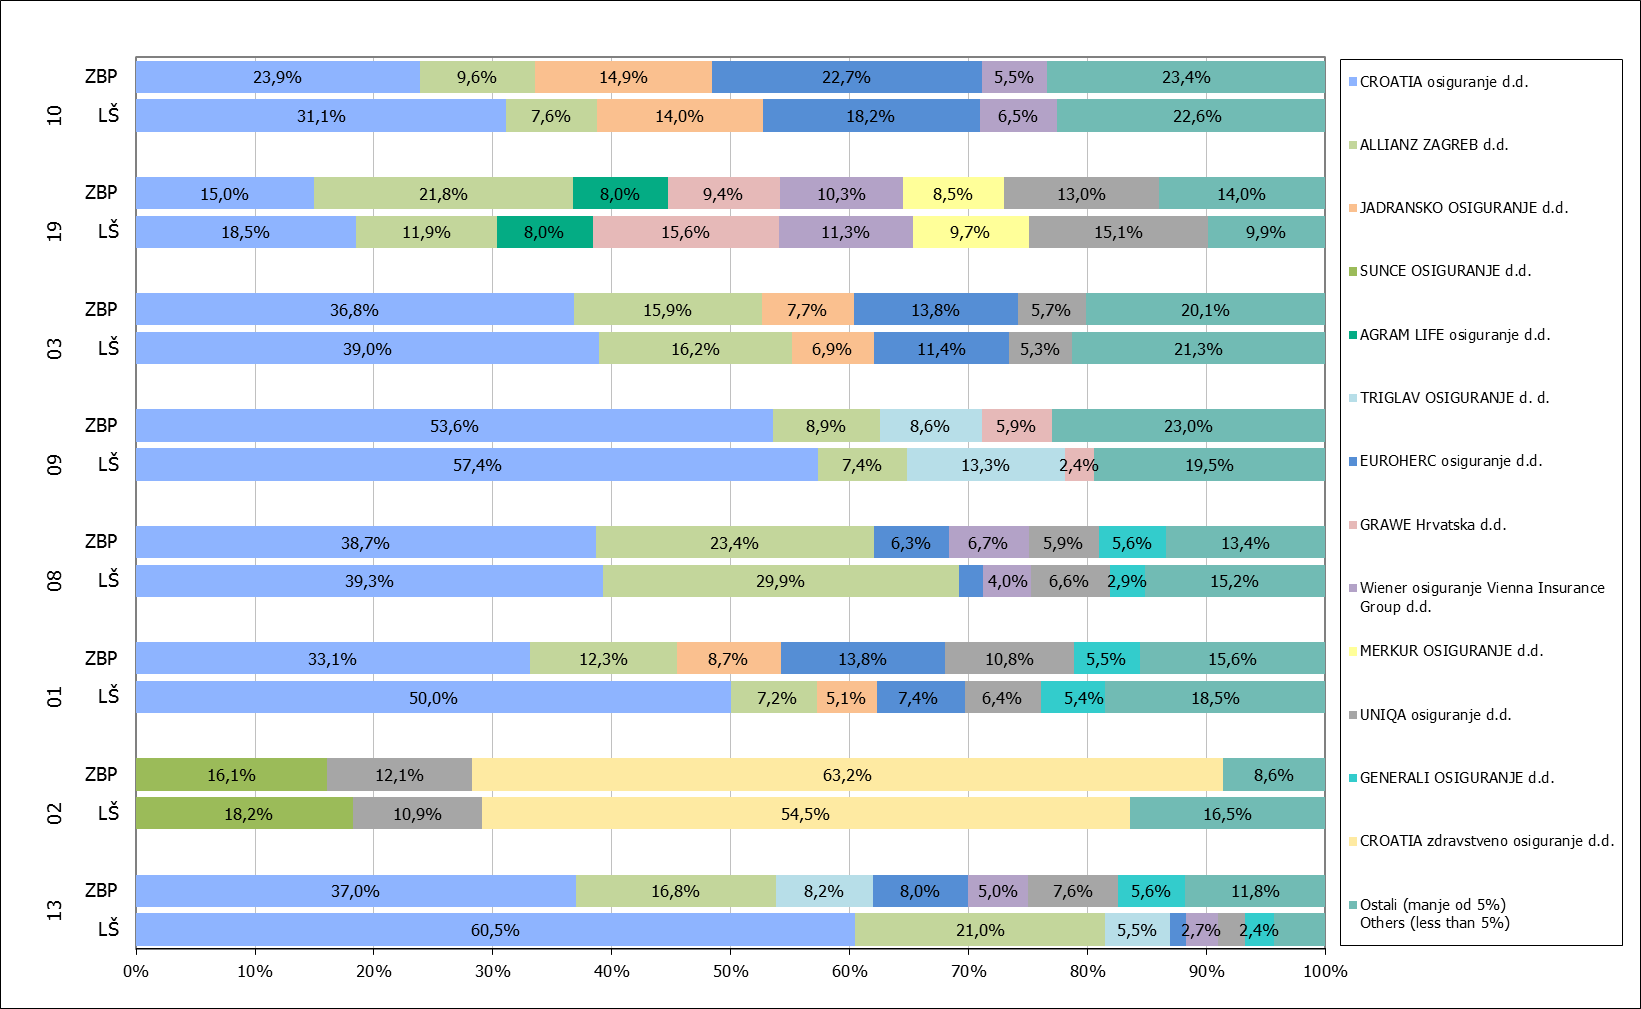 10
ZBP 23,9% 9,6% 14,9% 22,7% 5,5% 23,4%
LŠ 31,1% 7,6% 14,0% 18,2% 6,5% 22,6%
19
ZBP 15,0% 21,8% 8,0% 9,4% 10,3% 8,5% 13,0% 14,0%
LŠ 18,5% 11,9% 8,0% 15,6% 11,3% 9,7% 15,1% 9,9%
03
ZBP 36,8% 15,9% 7,7% 13,8% 5,7% 20,1%
LŠ 39,0% 16,2% 6,9% 11,4% 5,3% 21,3%
09
ZBP 53,6% 8,9% 8,6% 5,9% 23,0%
LŠ 57,4% 7,4% 13,3% 2,4% 19,5%
08
ZBP 38,7% 23,4% 6,3% 6,7% 5,9% 5,6% 13,4%
LŠ 39,3% 29,9% 4,0% 6,6% 2,9% 15,2%
01
ZBP 33,1% 12,3% 8,7% 13,8% 10,8% 5,5% 15,6%
LŠ 50,0% 7,2% 5,1% 7,4% 6,4% 5,4% 18,5%
02
ZBP 16,1% 12,1% 63,2% 8,6%
LŠ 18,2% 10,9% 54,5% 16,5%
13
ZBP 37,0% 16,8% 8,2% 8,0% 5,0% 7,6% 5,6% 11,8%
LŠ 60,5% 21,0% 5,5% 2,7% 2,4%
0% 10% 20% 30% 40% 50% 60% 70% 80% 90% 100%
CROATIA osiguranje d.d.
ALLIANZ ZAGREB d.d.
JADRANSKO OSIGURANJE d.d.
SUNCE OSIGURANJE d.d.
AGRAM LIFE osiguranje d.d.
TRIGLAV OSIGURANJE d. d.
EUROHERC osiguranje d.d.
GRAWE Hrvatska d.d.
Wiener osiguranje Vienna Insurance
Group d.d.
MERKUR OSIGURANJE d.d.
UNIQA osiguranje d.d.
GENERALI OSIGURANJE d.d.
CROATIA zdravstveno osiguranje d.d.
Ostali (manje od 5%)
Others (less than 5%)